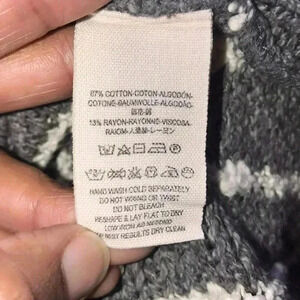 87% COTTON-COTON-ALGODÓN-
COTONE-BAUMWOLLE-ALGODÃO-
13% RAYON-RAYONNE-VISCOSA-
HAND WASH COLD SEPARATELY
DO NOT WRING OR TWIST
DO NOT BLEACH
RESHAPE & LAY FLAT TO DRY
LOW IRON AS NEEDED
RESULTS DRY CLEAN